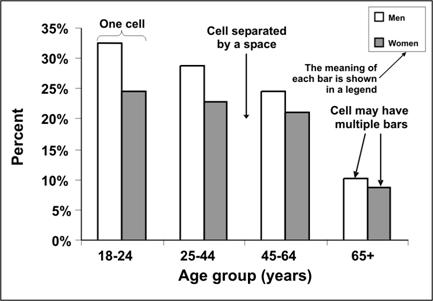 One cell
Cell separated
by a space
Men
Women
The meaning of
each bar is shown
in a legend
Cell may have
multiple bars
Percent
35%
30%
25%
20%
15%
10%
5%
0%
18-24
25-44
45-64
65+
Age group (years)